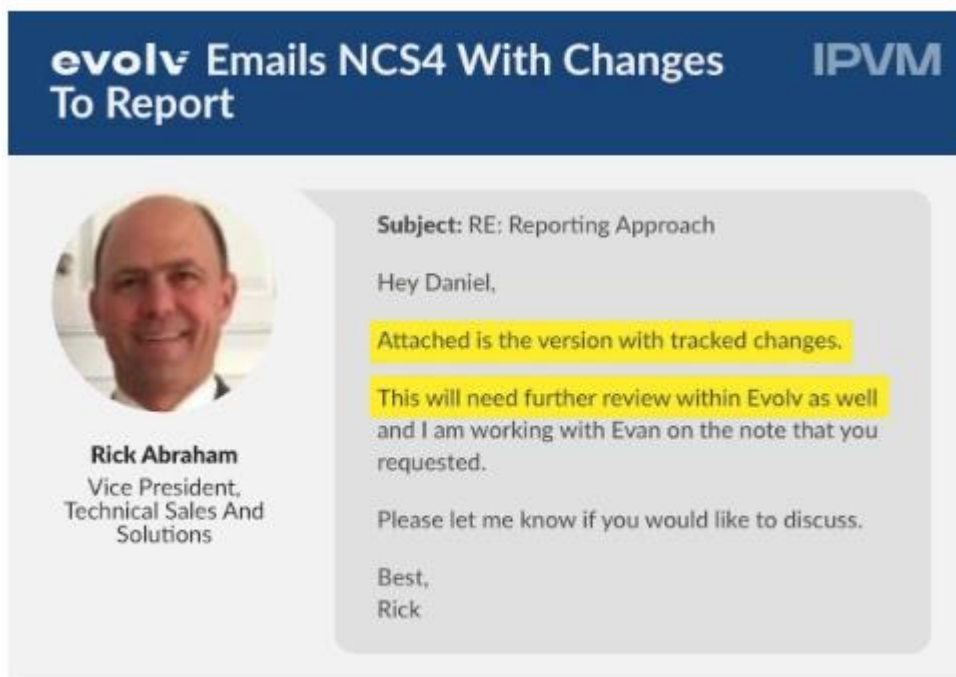 evolv Emails NCS4 With Changes
To Report
IPVM
Subject: RE: Reporting Approach
Hey Daniel,
Attached is the version with tracked changes.
This will need further review within Evolv as well
and I am working with Evan on the note that you
requested.
Please let me know if you would like to discuss.
Best,
Rick
Rick Abraham
Vice President,
Technical Sales And
Solutions